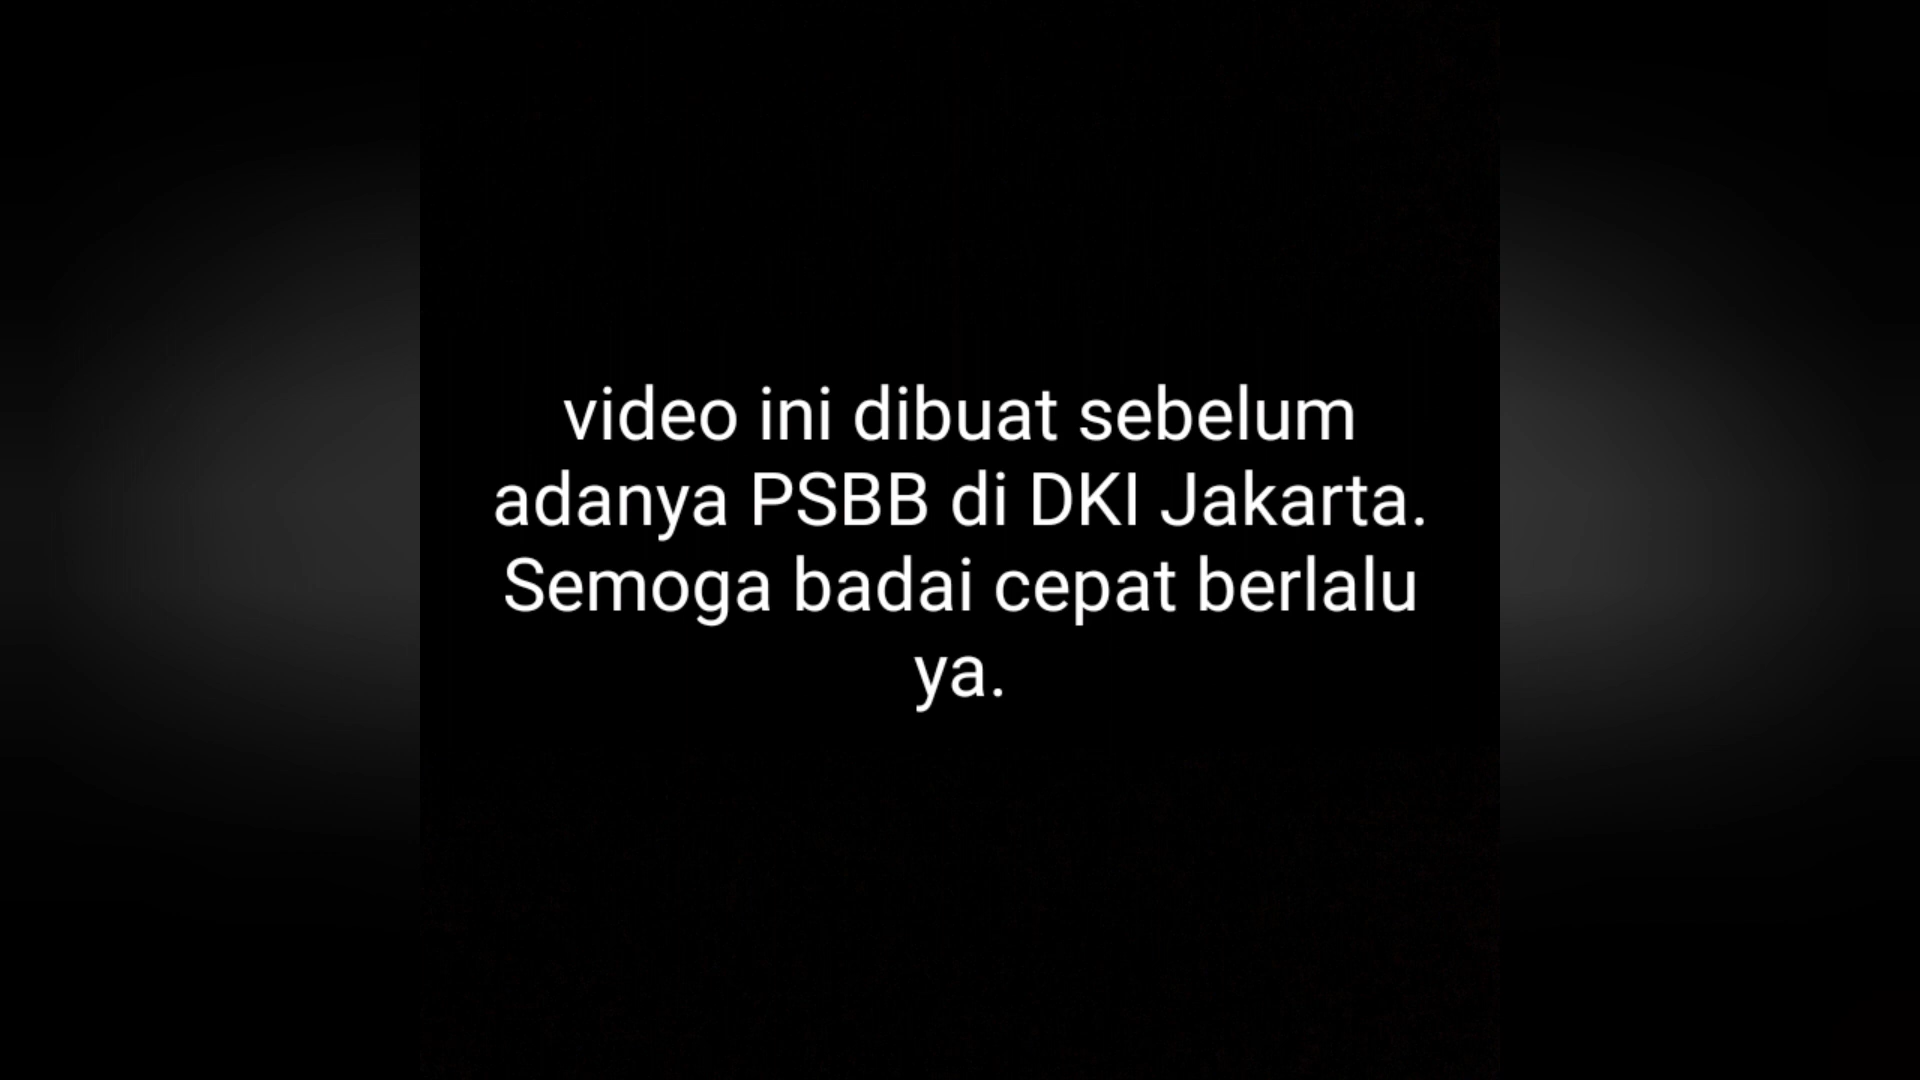 video ini dibuat sebelum
adanya PSBB di DKI Jakarta.
Semoga badai cepat berlalu
ya.